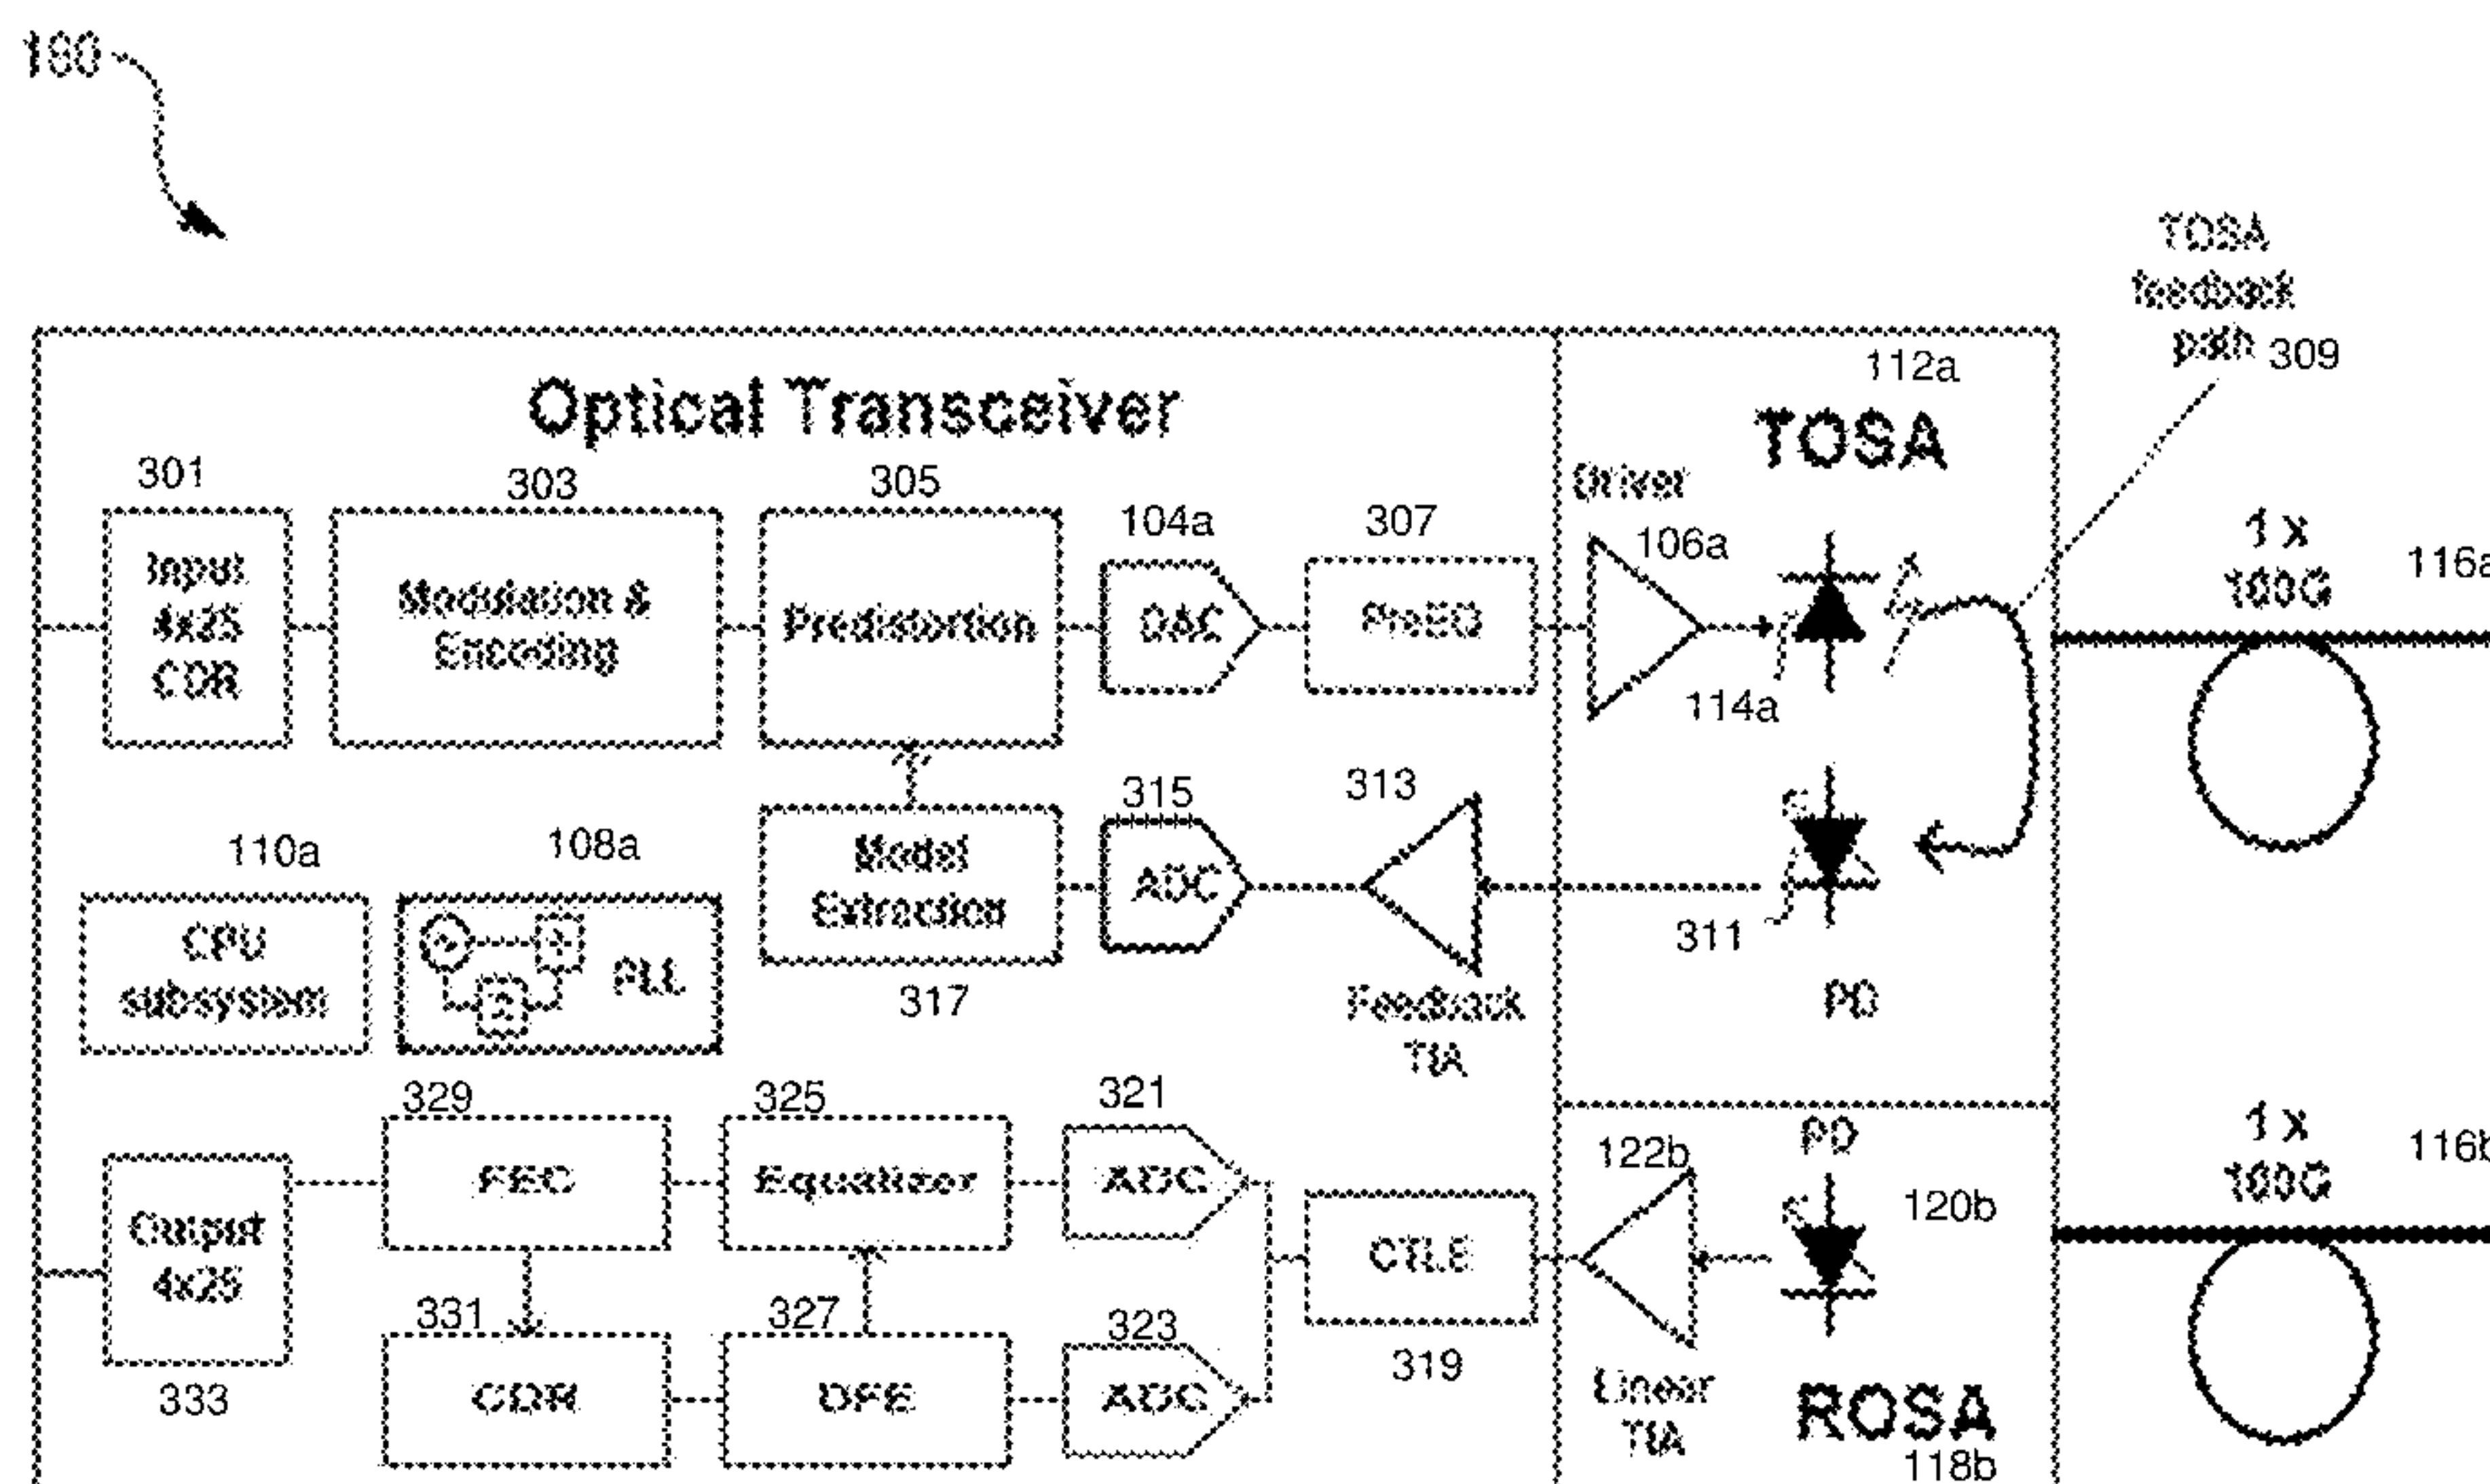 TOSA
feedback
path 309
Optical Transceiver
112a
TOSA
301
303
305
104a
307
Driver
106a
Input
4x25
CDR
Modulation &
Encoding
Predistortion
DAC
PreEQ
114a
1 x
100G
116a
110a
108a
315
313
CPU
subsystem
PLL
Model
Extraction
317
ADC
Feedback
TIA
311
PD
329
325
321
122b
PD
120b
1 x
100G
Output
4x25
333
FEC
Equalizer
ADC
CTLE
319
331
327
323
CDR
DFE
ADC
Linear
TIA
ROSA
118b